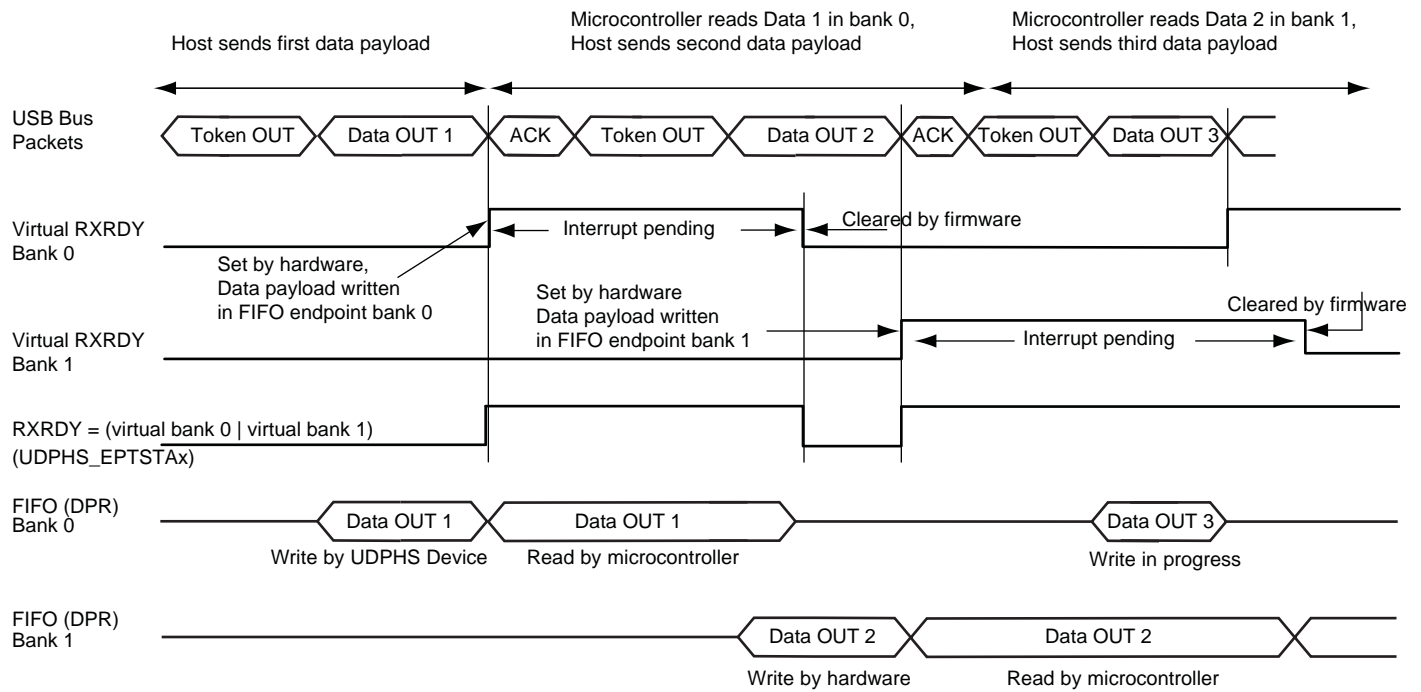 Host sends first data payload
Microcontroller reads Data 1 in bank 0,
Host sends second data payload
Microcontroller reads Data 2 in bank 1,
Host sends third data payload
USB Bus
Packets
Token OUT
Data OUT 1
ACK
Token OUT
Data OUT 2
ACK
Token OUT
Data OUT 3
Virtual RXRDY
Bank 0
Interrupt pending
Cleared by firmware
Set by hardware,
Data payload written
in FIFO endpoint bank 0
Set by hardware
Data payload written
in FIFO endpoint bank 1
Cleared by firmware
Virtual RXRDY
Bank 1
Interrupt pending
RXRDY = (virtual bank 0 | virtual bank 1)
(UDPHS_EPTSTAx)
FIFO (DPR)
Bank 0
Data OUT 1
Data OUT 1
Data OUT 3
Write by UDPHS Device
Read by microcontroller
Write in progress
FIFO (DPR)
Bank 1
Data OUT 2
Data OUT 2
Write by hardware
Read by microcontroller